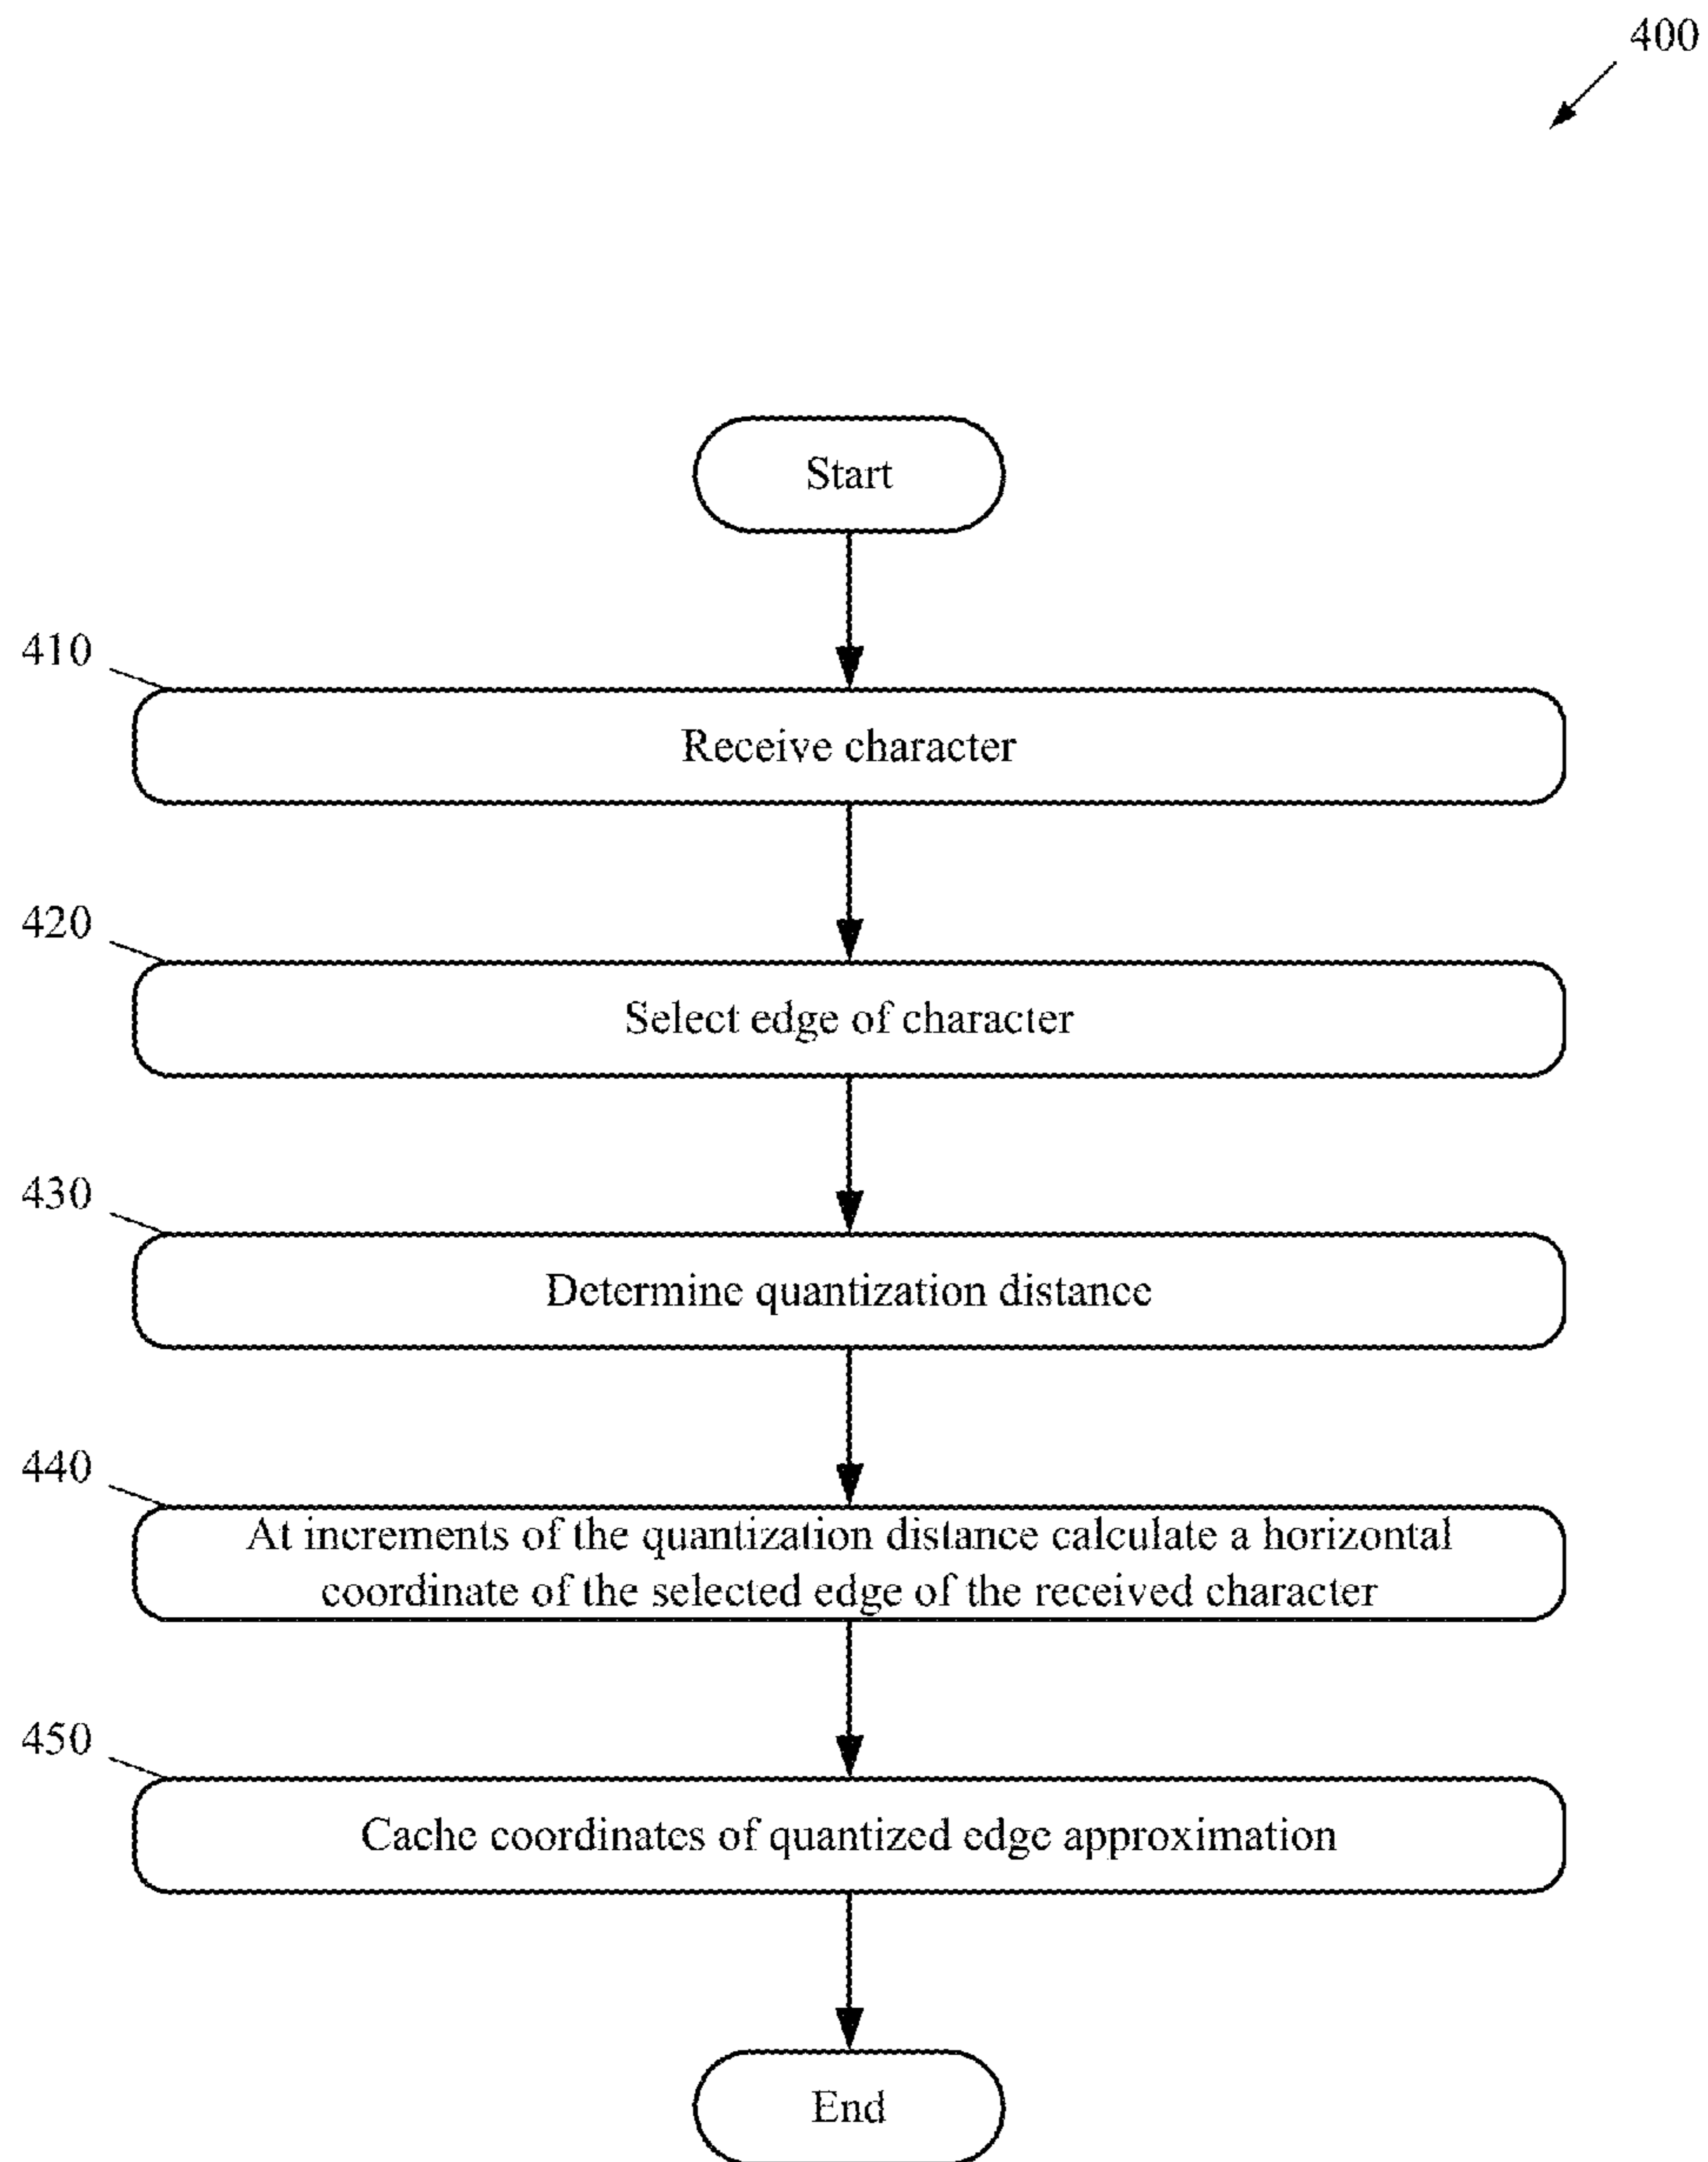 400
Start
410
Receive character
420
Select edge of character
430
Determine quantization distance
440
At increments of the quantization distance calculate a horizontal
coordinate of the selected edge of the received character
450
Cache coordinates of quantized edge approximation
End